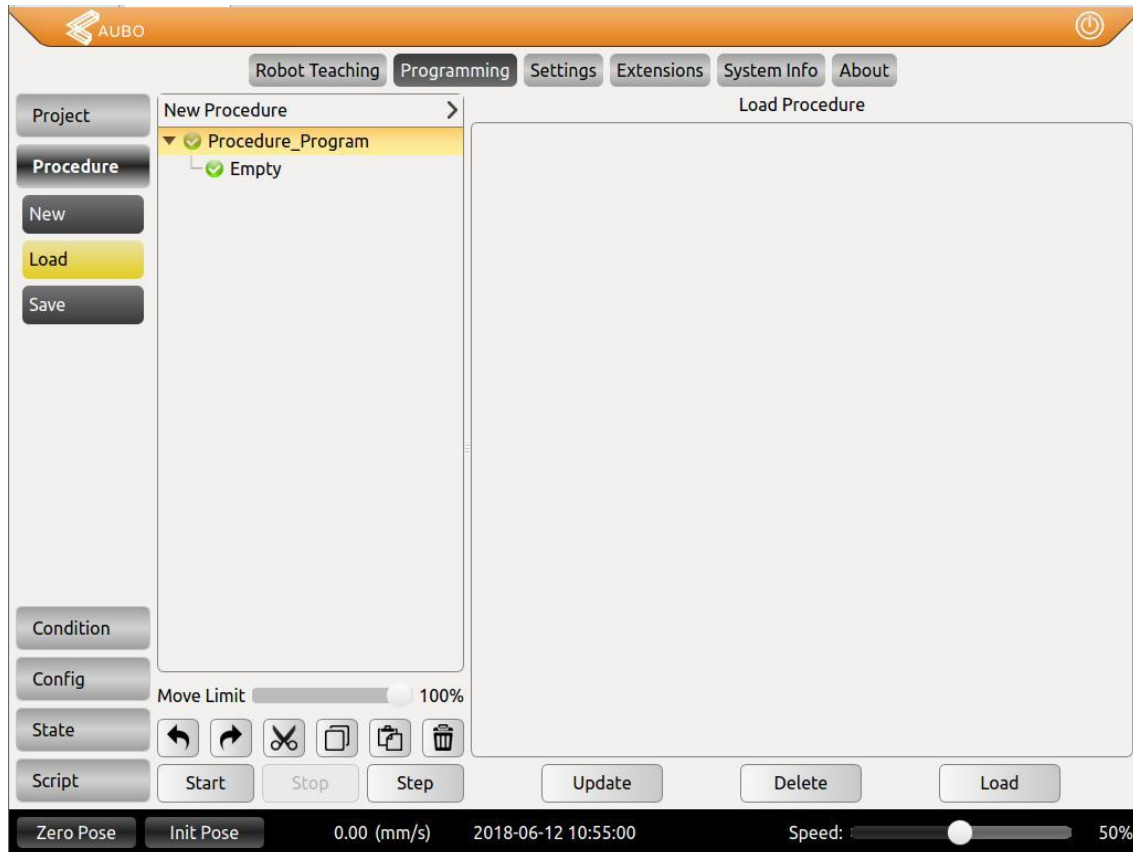 AUBO
Robot Teaching Programming Settings Extensions System Info About
Project
Procedure
New
Load
Save
Condition
Config
State
Script
New Procedure
Procedure_Program
Empty
Move Limit 100%
Start Stop Step
Load Procedure
Update Delete Load
Zero Pose Init Pose 0.00 (mm/s) 2018-06-12 10:55:00 Speed: 50%